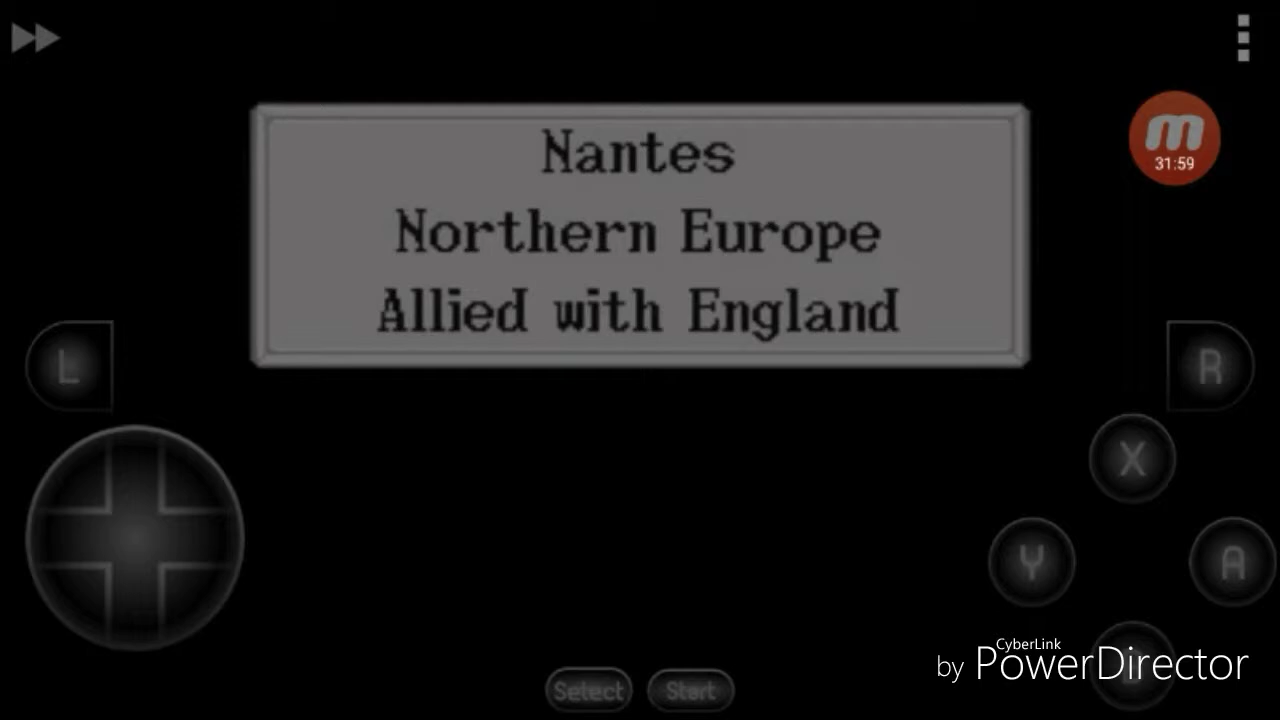 Nantes
Northern Europe
Allied with England
m
31:59
L
R
X
Y
A
Select
Start
CyberLink
by PowerDirector